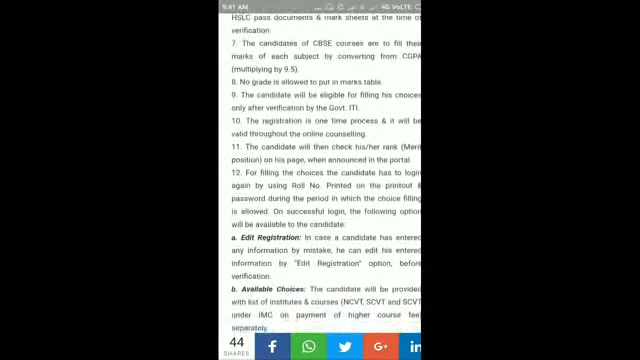 9:41 AM
4G VoLTE
HSLC pass documents & mark sheets at the time of
verification.
7. The candidates of CBSE courses are to fill their
marks of each subject by converting from CGPA
(multiplying by 9.5).
8. No grade is allowed to put in marks table.
9. The candidate will be eligible for filling his choices
only after verification by the Govt. ITI.
10. The registration is one time process & it will be
valid throughout the online counselling.
11. The candidate will then check his/her rank (Merit
position) on his page, when announced in the portal.
12. For filling the choices the candidate has to login
again by using Roll No. Printed on the printout &
password during the period in which the choice filling
is allowed. On successful login, the following option
will be available to the candidate:
a. Edit Registration: In case a candidate has entered
any information by mistake, he can edit his entered
information by "Edit Registration" option, before
verification.
b. Available Choices: The candidate will be provided
with list of institutes & courses (NCVT, SCVT and SCVT
under IMC on payment of higher course fee)
separately.
44
SHARES